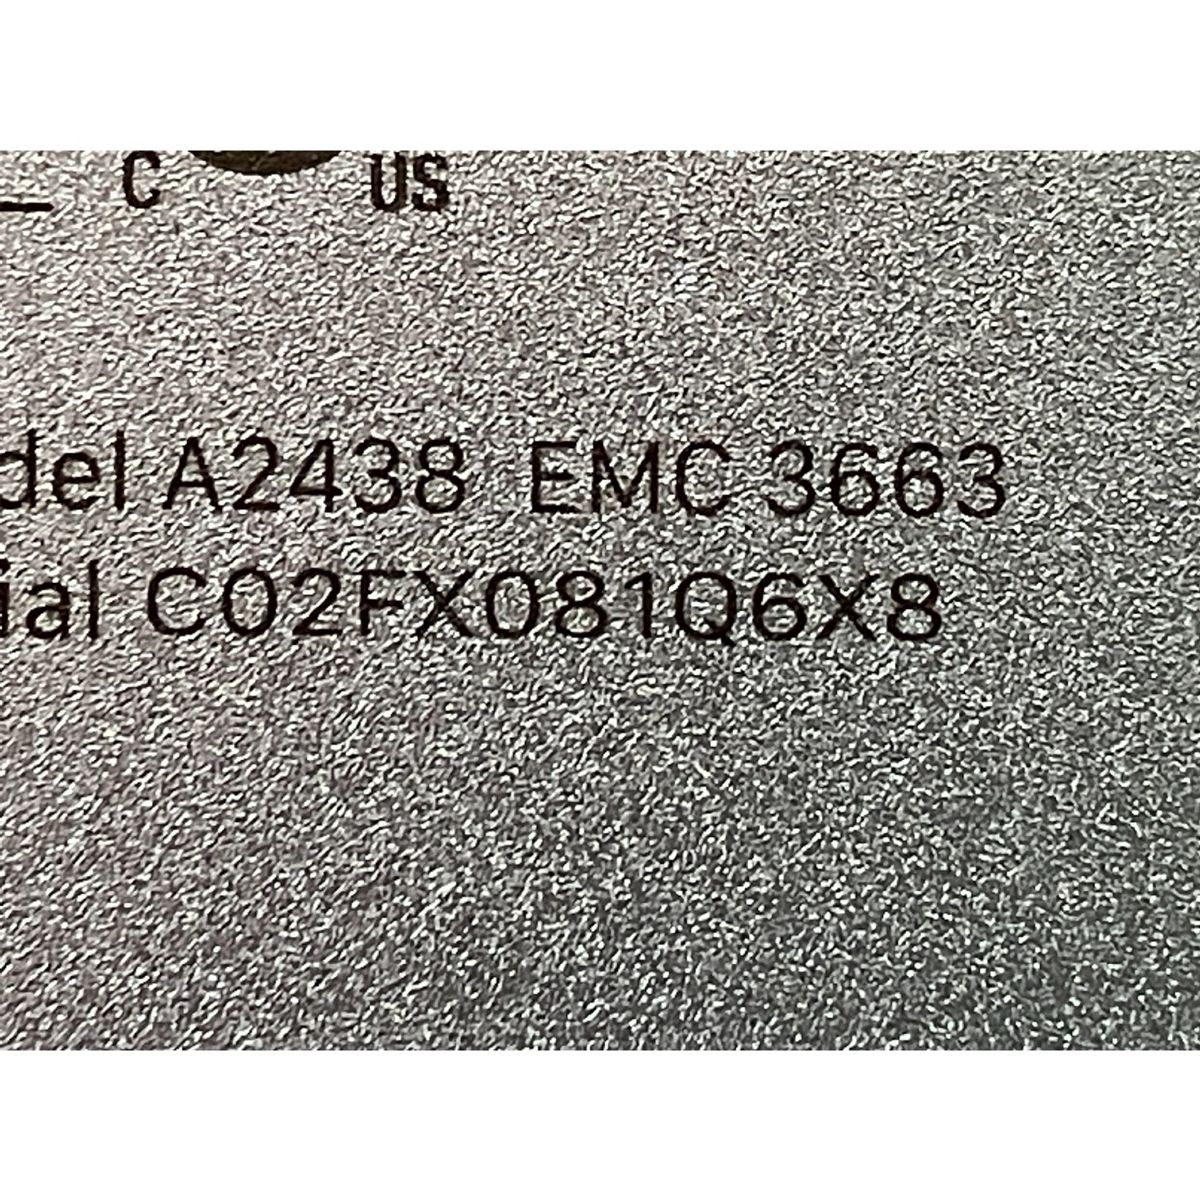 C US
del A2438 EMC 3663
ial C02FX081Q6X8